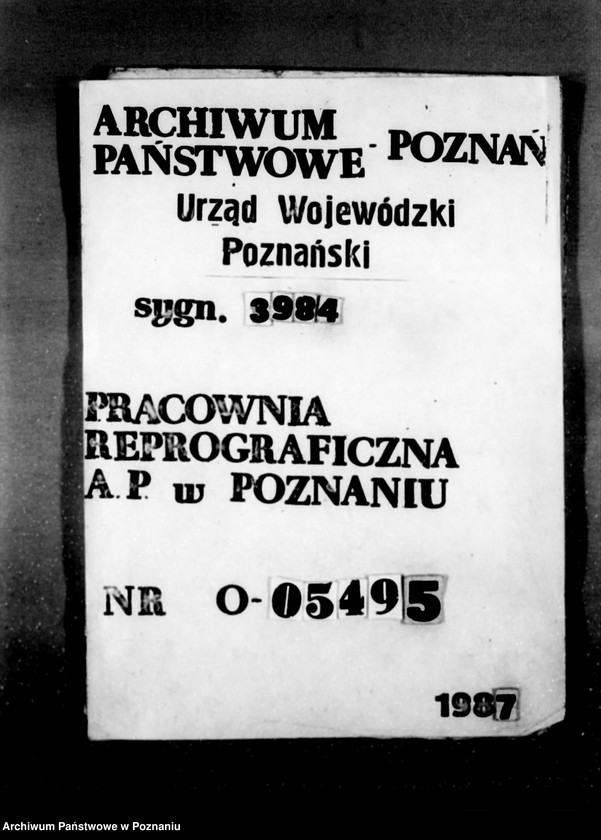 ARCHIWUM
PAŃSTWOWE - POZNAŃ
Urząd Wojewódzki
Poznański
sygn. 3984
PRACOWNIA
REPROGRAFICZNA
A.P. w POZNANIU
NR O-05495
1987
Archiwum Państwowe w Poznaniu